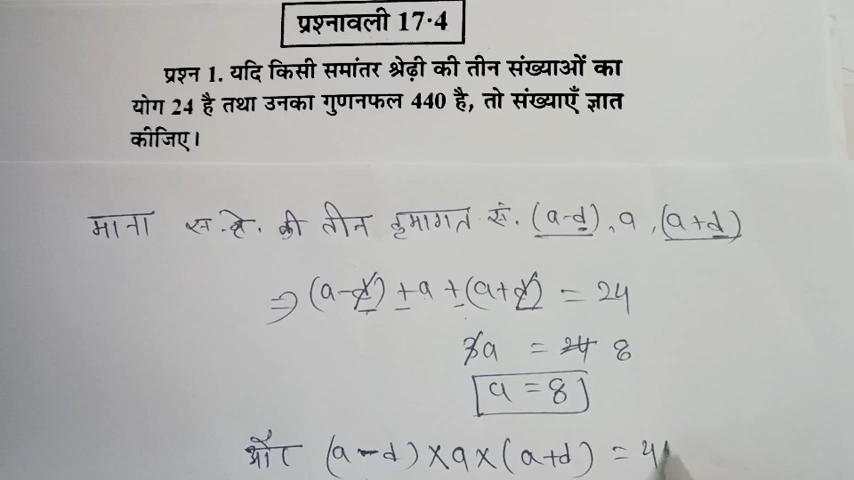 प्रश्नावली 17·4
प्रश्न 1. यदि किसी समांतर श्रेढ़ी की तीन संख्याओं का
योग 24 है तथा उनका गुणनफल 440 है, तो संख्याएँ ज्ञात
कीजिए।
माना स.श्रे. की तीन क्रमागत सं. (a-d), a, (a+d)
⇒ (a-d) + a + (a+d) = 24
3a = 24 8
a = 8
और (a-d) × a × (a+d) = 4